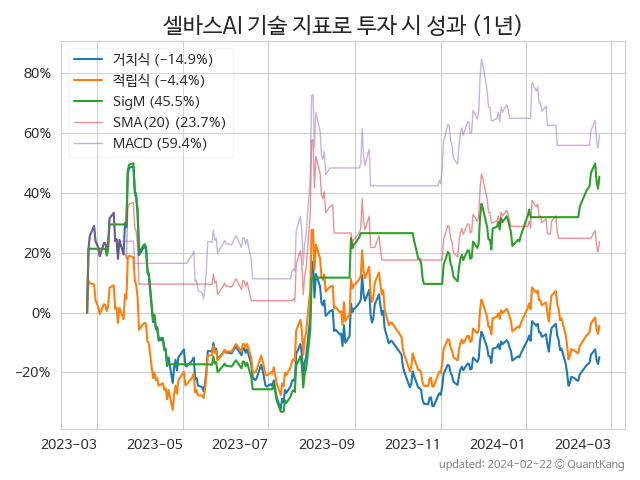 셀바스AI 기술 지표로 투자 시 성과 (1년)
거치식 (-14.9%)
적립식 (-4.4%)
SigM (45.5%)
SMA(20) (23.7%)
MACD (59.4%)
80%
60%
40%
20%
0%
-20%
2023-03 2023-05 2023-07 2023-09 2023-11 2024-01 2024-03
updated: 2024-02-22 © QuantKang